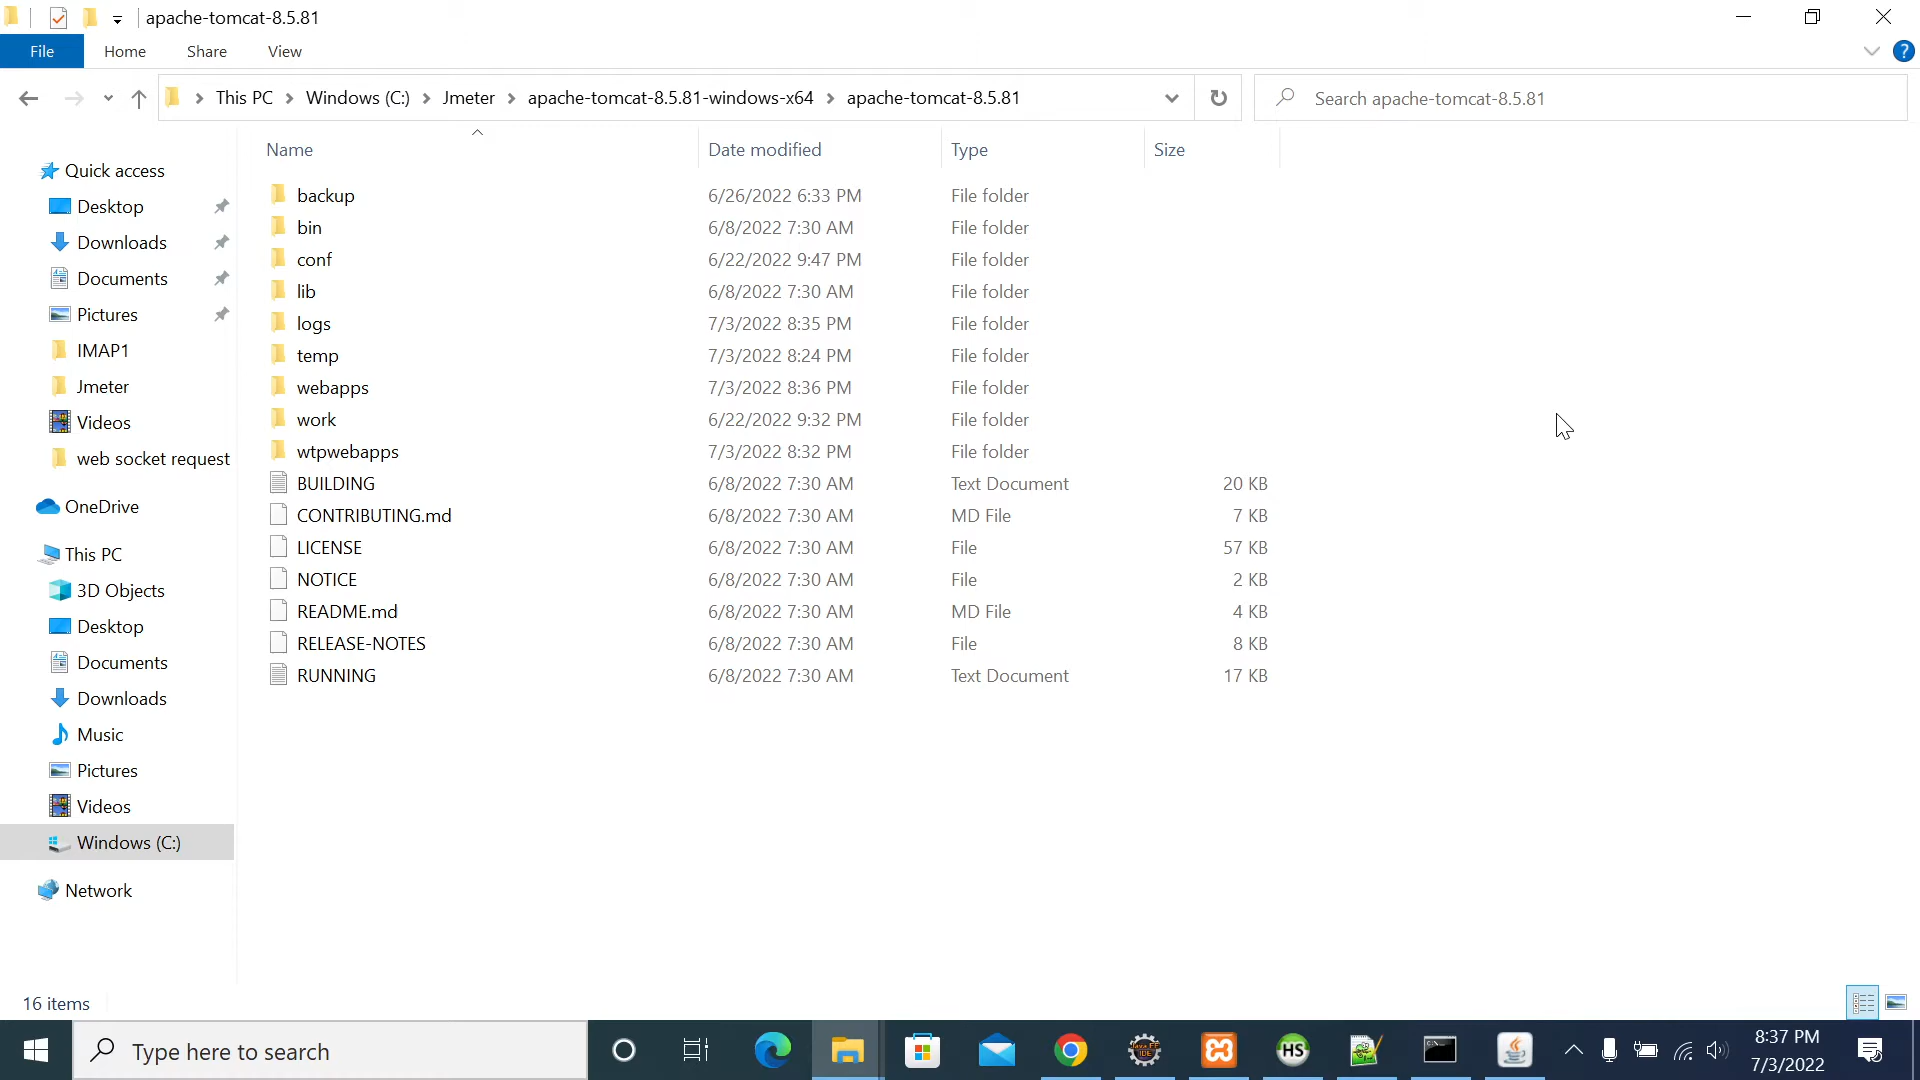 apache-tomcat-8.5.81
File Home Share View
This PC Windows (C:) Jmeter apache-tomcat-8.5.81-windows-x64 apache-tomcat-8.5.81
Search apache-tomcat-8.5.81
Quick access
Desktop
Downloads
Documents
Pictures
IMAP1
Jmeter
Videos
web socket request
OneDrive
This PC
3D Objects
Desktop
Documents
Downloads
Music
Pictures
Videos
Windows (C:)
Network
Name Date modified Type Size
backup 6/26/2022 6:33 PM File folder
bin 6/8/2022 7:30 AM File folder
conf 6/22/2022 9:47 PM File folder
lib 6/8/2022 7:30 AM File folder
logs 7/3/2022 8:35 PM File folder
temp 7/3/2022 8:24 PM File folder
webapps 7/3/2022 8:36 PM File folder
work 6/22/2022 9:32 PM File folder
wtpwebapps 7/3/2022 8:32 PM File folder
BUILDING 6/8/2022 7:30 AM Text Document 20 KB
CONTRIBUTING.md 6/8/2022 7:30 AM MD File 7 KB
LICENSE 6/8/2022 7:30 AM File 57 KB
NOTICE 6/8/2022 7:30 AM File 2 KB
README.md 6/8/2022 7:30 AM MD File 4 KB
RELEASE-NOTES 6/8/2022 7:30 AM File 8 KB
RUNNING 6/8/2022 7:30 AM Text Document 17 KB
16 items
Type here to search
HS
8:37 PM
7/3/2022